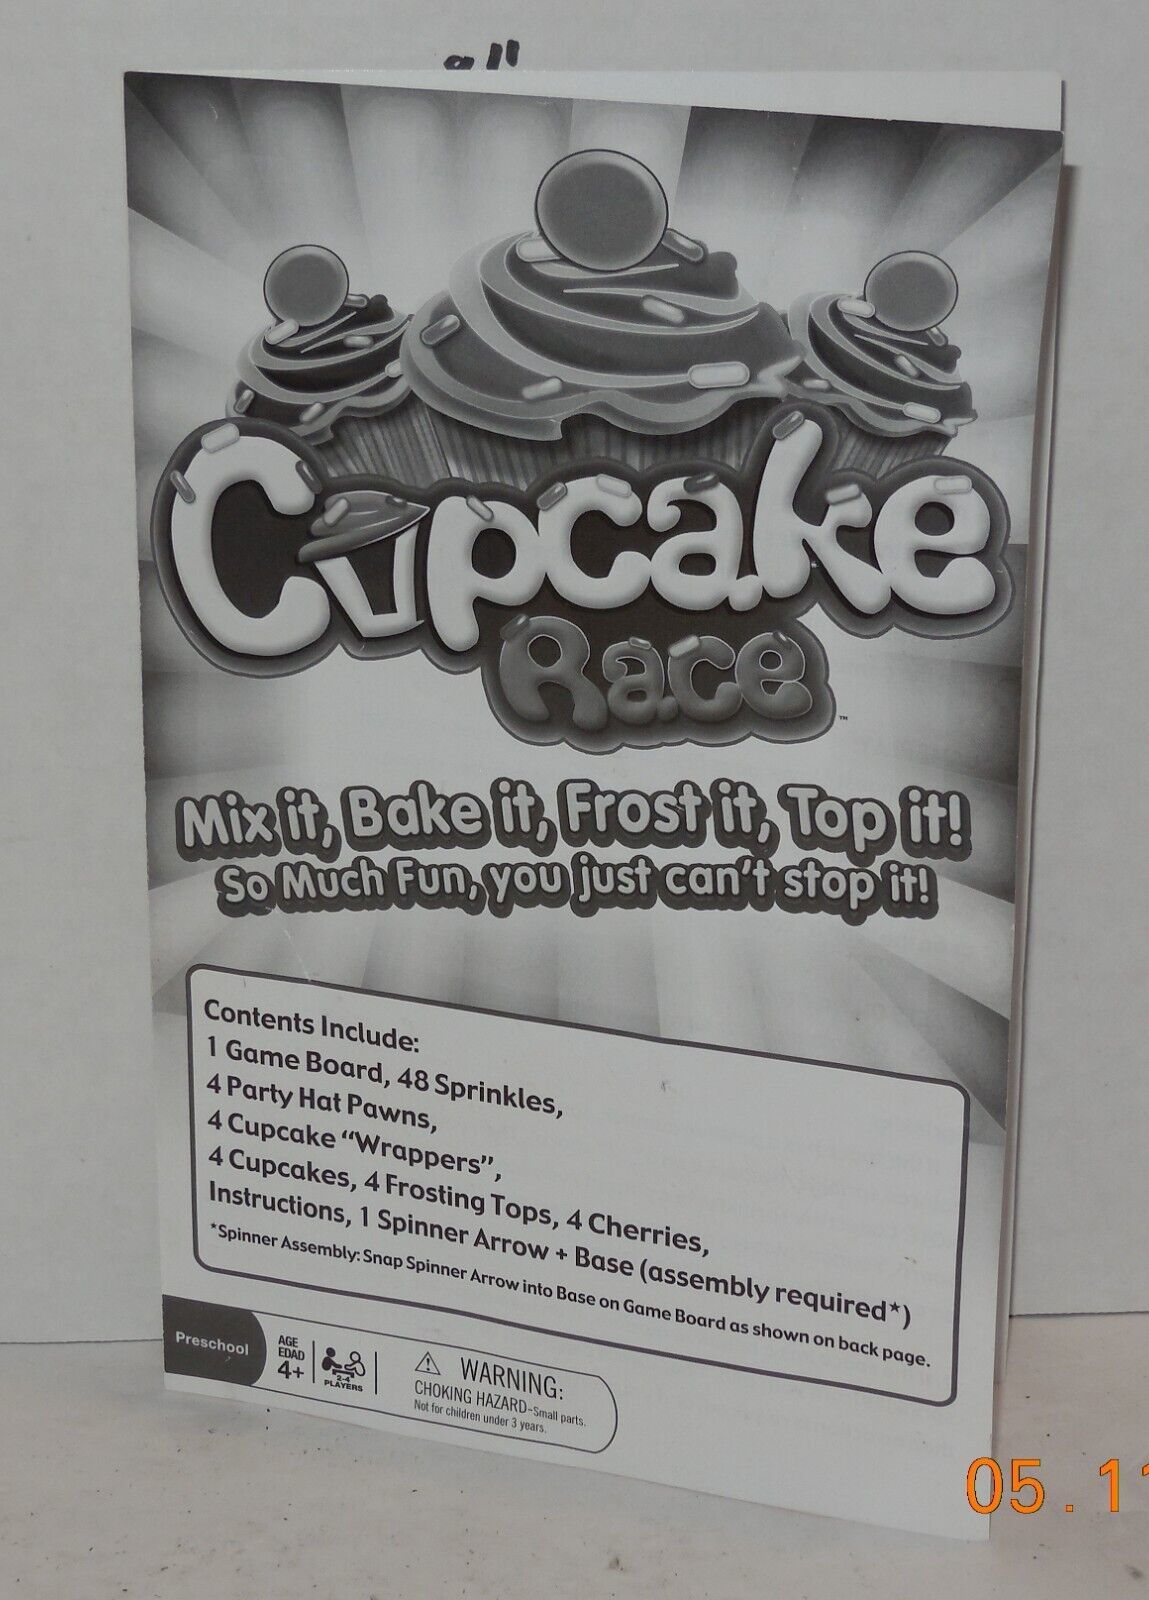 Cupcake
Race
™
Mix it, Bake it, Frost it, Top it!
So Much Fun, you just can't stop it!
Contents Include:
1 Game Board, 48 Sprinkles,
4 Party Hat Pawns,
4 Cupcake “Wrappers”,
4 Cupcakes, 4 Frosting Tops, 4 Cherries,
Instructions, 1 Spinner Arrow + Base (assembly required*)
*Spinner Assembly: Snap Spinner Arrow into Base on Game Board as shown on back page.
Preschool
AGE
EDAD
4+
2-4
PLAYERS
WARNING:
CHOKING HAZARD-Small parts.
Not for children under 3 years.
05.11